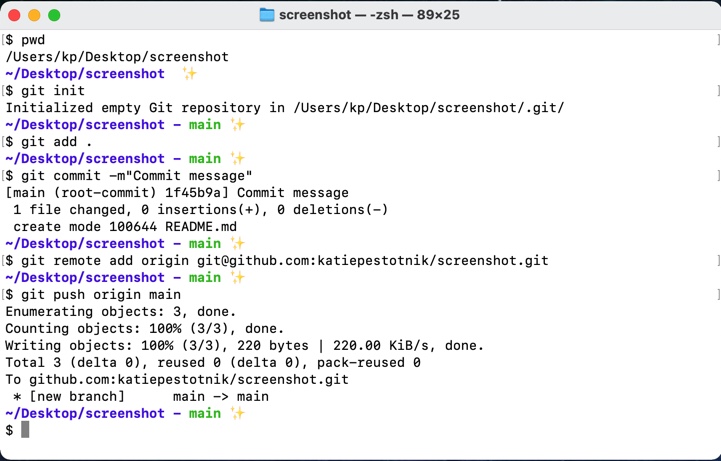 screenshot — -zsh — 89×25
$ pwd
/Users/kp/Desktop/screenshot
~/Desktop/screenshot ✨
$ git init
Initialized empty Git repository in /Users/kp/Desktop/screenshot/.git/
~/Desktop/screenshot – main ✨
$ git add .
~/Desktop/screenshot – main ✨
$ git commit -m"Commit message"
[main (root-commit) 1f45b9a] Commit message
 1 file changed, 0 insertions(+), 0 deletions(-)
 create mode 100644 README.md
~/Desktop/screenshot – main ✨
$ git remote add origin git@github.com:katiepestotnik/screenshot.git
~/Desktop/screenshot – main ✨
$ git push origin main
Enumerating objects: 3, done.
Counting objects: 100% (3/3), done.
Writing objects: 100% (3/3), 220 bytes | 220.00 KiB/s, done.
Total 3 (delta 0), reused 0 (delta 0), pack-reused 0
To github.com:katiepestotnik/screenshot.git
 * [new branch]      main -> main
~/Desktop/screenshot – main ✨
$